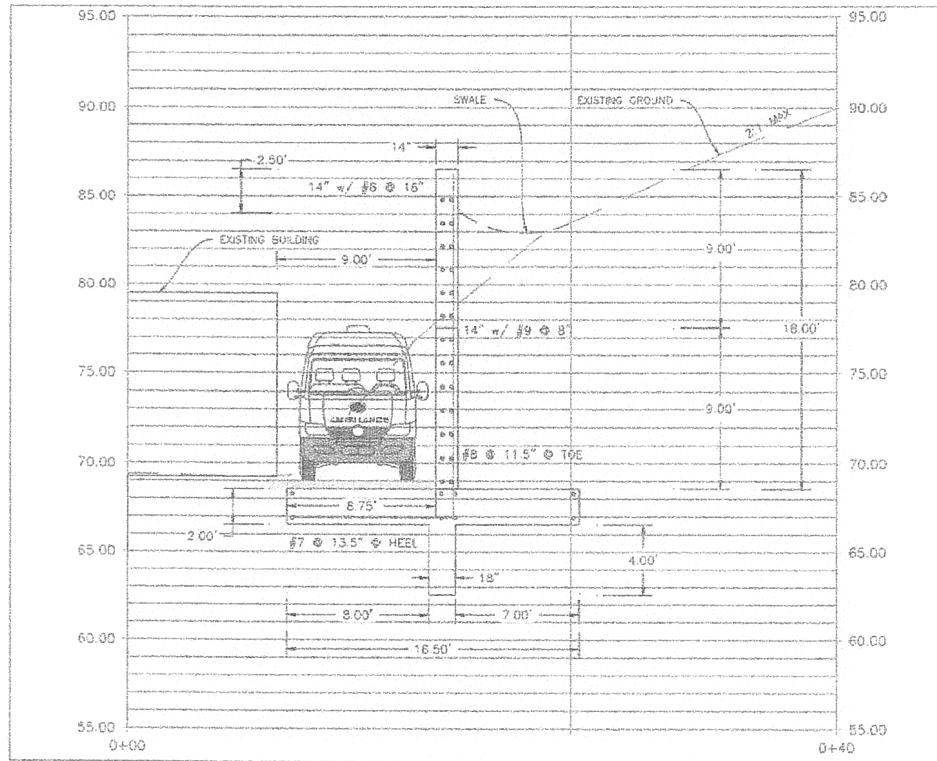 95.00 95.00
90.00 90.00
SWALE EXISTING GROUND 2:1 MAX
14"
2.50'
14" w/ #6 @ 16"
85.00 85.00
EXISTING BUILDING
9.00' 9.00'
80.00 80.00
14" w/ #9 @ 8" 18.00'
75.00 75.00
9.00'
AMBULANCE
#8 @ 11.5" @ TOE
70.00 70.00
8.75'
2.00'
#7 @ 13.5" @ HEEL
65.00 65.00
4.00'
18"
8.00' 7.00'
60.00 60.00
16.50'
55.00 55.00
0+00 0+40